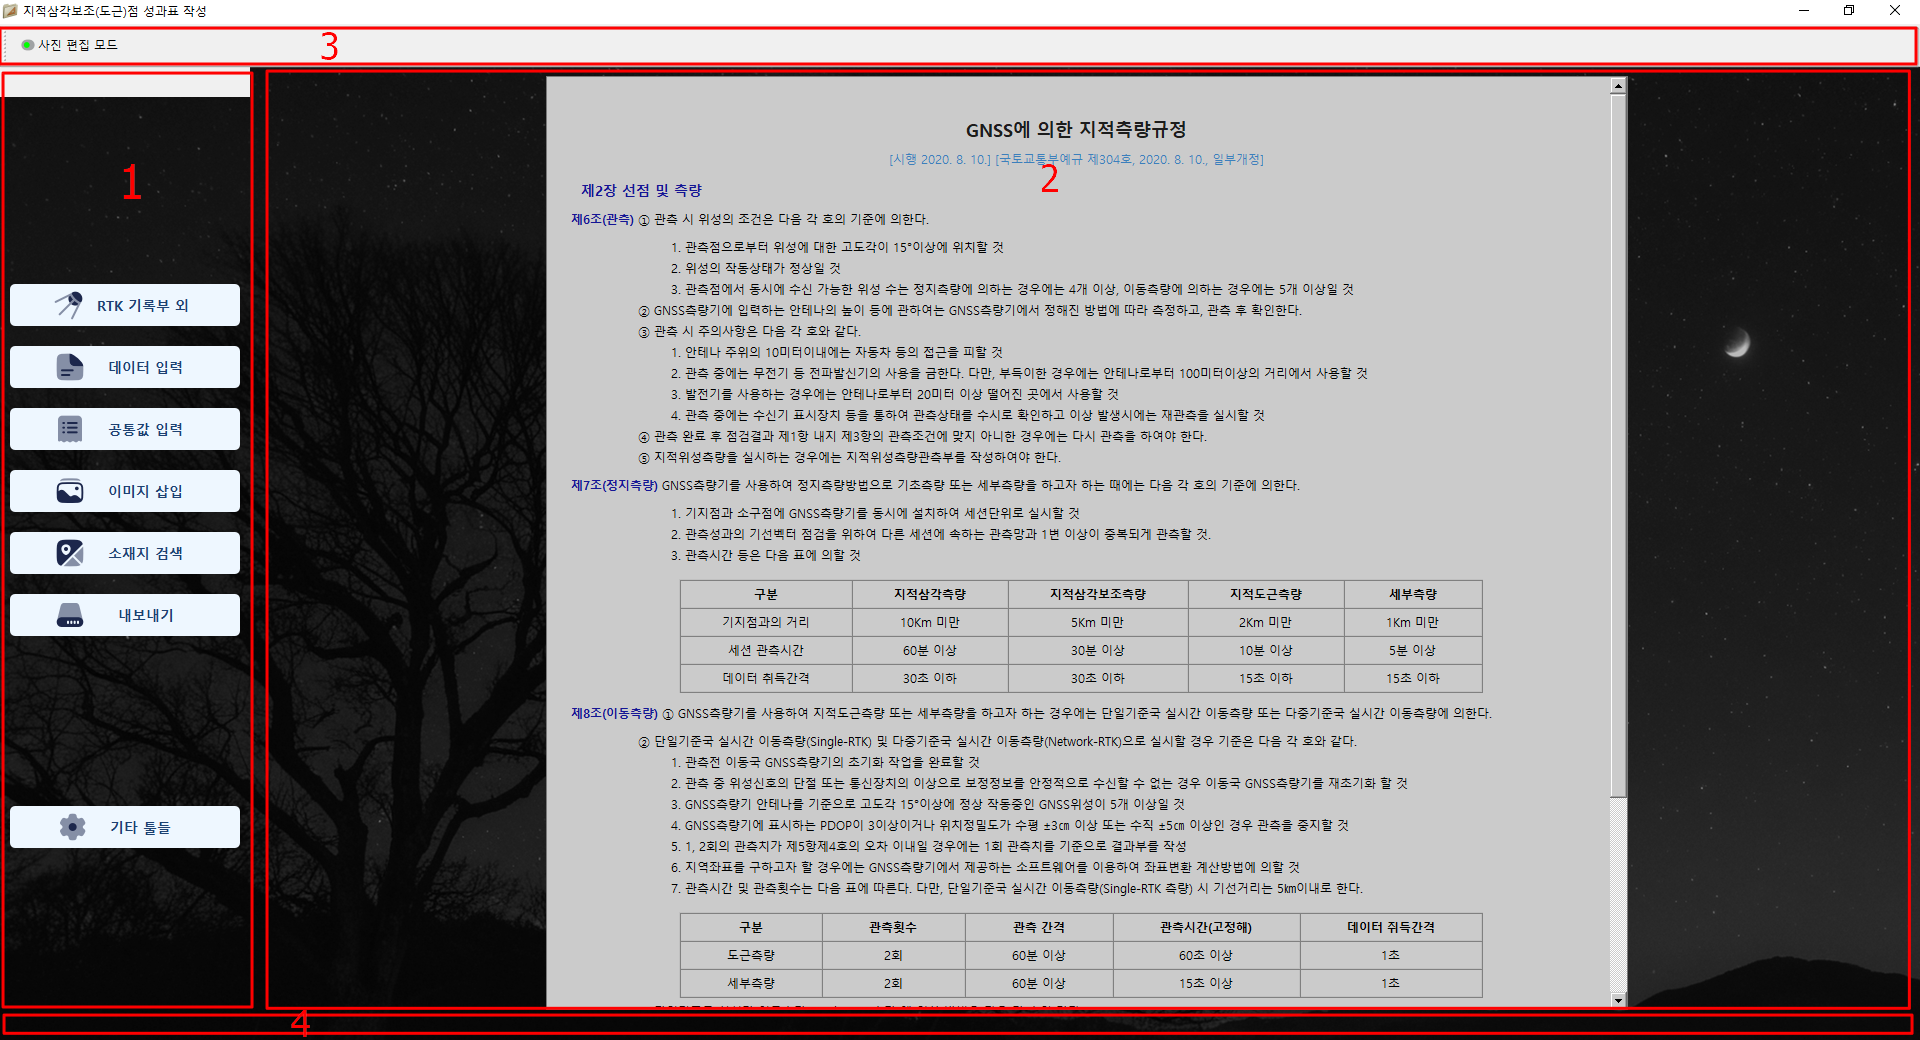 지적삼각보조(도근)점 성과표 작성
사진 편집 모드
3
1
RTK 기록부 외
데이터 입력
공통값 입력
이미지 삽입
소재지 검색
내보내기
기타 툴들
GNSS에 의한 지적측량규정
[시행 2020. 8. 10.] [국토교통부예규 제304호, 2020. 8. 10., 일부개정]
2
제2장 선점 및 측량
제6조(관측) ① 관측 시 위성의 조건은 다음 각 호의 기준에 의한다.
1. 관측점으로부터 위성에 대한 고도각이 15°이상에 위치할 것
2. 위성의 작동상태가 정상일 것
3. 관측점에서 동시에 수신 가능한 위성 수는 정지측량에 의하는 경우에는 4개 이상, 이동측량에 의하는 경우에는 5개 이상일 것
② GNSS측량기에 입력하는 안테나의 높이 등에 관하여는 GNSS측량기에서 정해진 방법에 따라 측정하고, 관측 후 확인한다.
③ 관측 시 주의사항은 다음 각 호와 같다.
1. 안테나 주위의 10미터이내에는 자동차 등의 접근을 피할 것
2. 관측 중에는 무전기 등 전파발신기의 사용을 금한다. 다만, 부득이한 경우에는 안테나로부터 100미터이상의 거리에서 사용할 것
3. 발전기를 사용하는 경우에는 안테나로부터 20미터 이상 떨어진 곳에서 사용할 것
4. 관측 중에는 수신기 표시장치 등을 통하여 관측상태를 수시로 확인하고 이상 발생시에는 재관측을 실시할 것
④ 관측 완료 후 점검결과 제1항 내지 제3항의 관측조건에 맞지 아니한 경우에는 다시 관측을 하여야 한다.
⑤ 지적위성측량을 실시하는 경우에는 지적위성측량관측부를 작성하여야 한다.
제7조(정지측량) GNSS측량기를 사용하여 정지측량방법으로 기초측량 또는 세부측량을 하고자 하는 때에는 다음 각 호의 기준에 의한다.
1. 기지점과 소구점에 GNSS측량기를 동시에 설치하여 세션단위로 실시할 것
2. 관측성과의 기선벡터 점검을 위하여 다른 세션에 속하는 관측망과 1변 이상이 중복되게 관측할 것.
3. 관측시간 등은 다음 표에 의할 것
구분 지적삼각측량 지적삼각보조측량 지적도근측량 세부측량
기지점과의 거리 10Km 미만 5Km 미만 2Km 미만 1Km 미만
세션 관측시간 60분 이상 30분 이상 10분 이상 5분 이상
데이터 취득간격 30초 이하 30초 이하 15초 이하 15초 이하
제8조(이동측량) ① GNSS측량기를 사용하여 지적도근측량 또는 세부측량을 하고자 하는 경우에는 단일기준국 실시간 이동측량 또는 다중기준국 실시간 이동측량에 의한다.
② 단일기준국 실시간 이동측량(Single-RTK) 및 다중기준국 실시간 이동측량(Network-RTK)으로 실시할 경우 기준은 다음 각 호와 같다.
1. 관측전 이동국 GNSS측량기의 초기화 작업을 완료할 것
2. 관측 중 위성신호의 단절 또는 통신장치의 이상으로 보정정보를 안정적으로 수신할 수 없는 경우 이동국 GNSS측량기를 재초기화 할 것
3. GNSS측량기 안테나를 기준으로 고도각 15°이상에 정상 작동중인 GNSS위성이 5개 이상일 것
4. GNSS측량기에 표시하는 PDOP이 3이상이거나 위치정밀도가 수평 ±3㎝ 이상 또는 수직 ±5㎝ 이상인 경우 관측을 중지할 것
5. 1, 2회의 관측치가 제5항제4호의 오차 이내일 경우에는 1회 관측치를 기준으로 결과부를 작성
6. 지역좌표를 구하고자 할 경우에는 GNSS측량기에서 제공하는 소프트웨어를 이용하여 좌표변환 계산방법에 의할 것
7. 관측시간 및 관측횟수는 다음 표에 따른다. 다만, 단일기준국 실시간 이동측량(Single-RTK 측량) 시 기선거리는 5㎞이내로 한다.
구분 관측횟수 관측 간격 관측시간(고정해) 데이터 취득간격
도근측량 2회 60분 이상 60초 이상 1초
세부측량 2회 60분 이상 15초 이상 1초
4